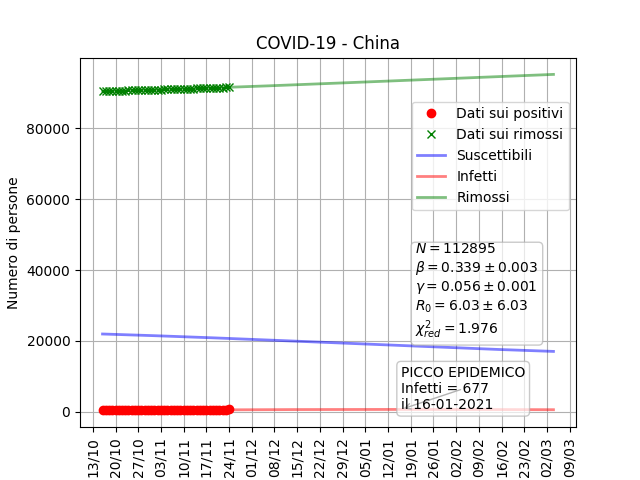 COVID-19 - China
Numero di persone
80000
60000
40000
20000
0
Dati sui positivi
Dati sui rimossi
Suscettibili
Infetti
Rimossi
N = 112895
β = 0.339 ± 0.003
γ = 0.056 ± 0.001
R₀ = 6.03 ± 6.03
χ²red = 1.976
PICCO EPIDEMICO
Infetti = 677
il 16-01-2021
13/10
20/10
27/10
03/11
10/11
17/11
24/11
01/12
08/12
15/12
22/12
29/12
05/01
12/01
19/01
26/01
02/02
09/02
16/02
23/02
02/03
09/03